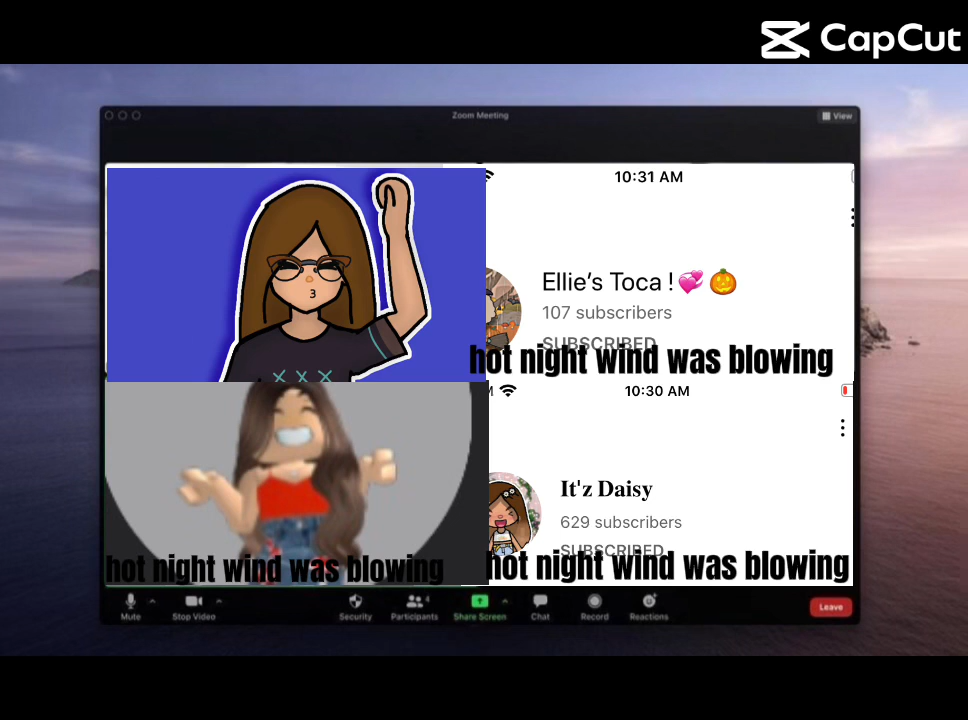 CapCut
Zoom Meeting
View
10:31 AM
Ellie’s Toca ! 💞 🎃
107 subscribers
SUBSCRIBED
hot night wind was blowing
10:30 AM
It'z Daisy
629 subscribers
SUBSCRIBED
hot night wind was blowing
hot night wind was blowing
Mute
Stop Video
Security
Participants
4
Share Screen
Chat
Record
Reactions
Leave